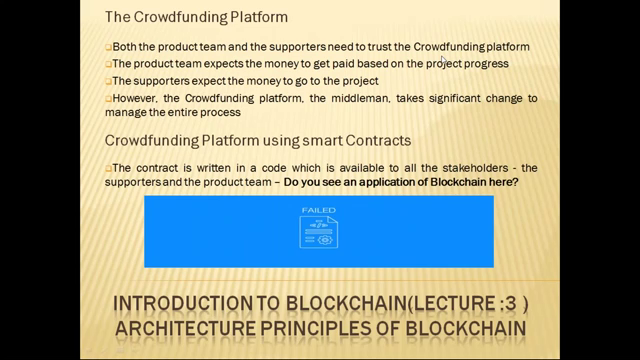 The Crowdfunding Platform
Both the product team and the supporters need to trust the Crowdfunding platform
The product team expects the money to get paid based on the project progress
The supporters expect the money to go to the project
However, the Crowdfunding platform, the middleman, takes significant change to
manage the entire process
Crowdfunding Platform using smart Contracts
The contract is written in a code which is available to all the stakeholders - the
supporters and the product team – Do you see an application of Blockchain here?
FAILED
INTRODUCTION TO BLOCKCHAIN(LECTURE :3 )
ARCHITECTURE PRINCIPLES OF BLOCKCHAIN